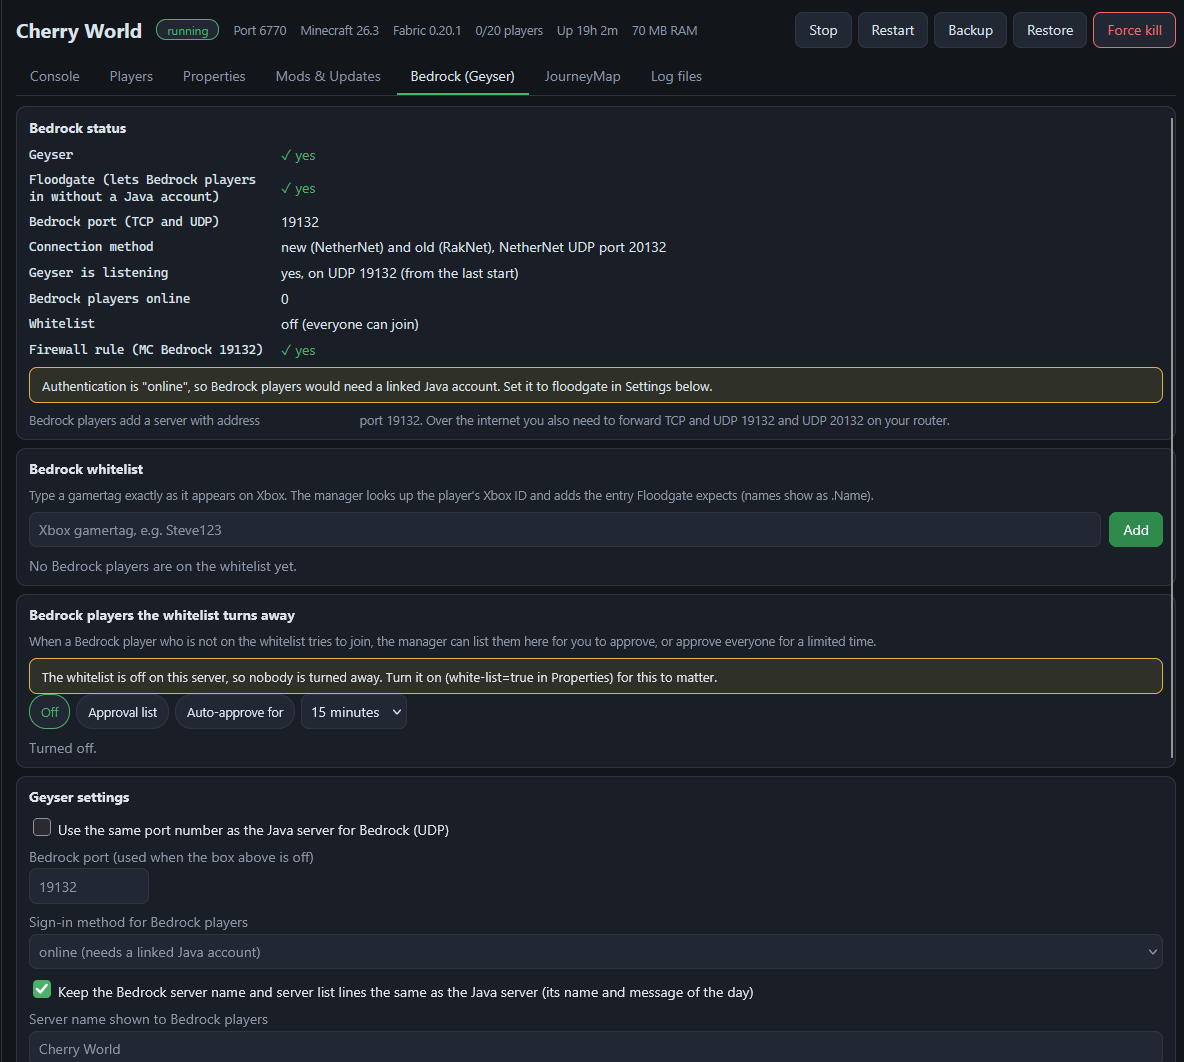 Cherry World running Port 6770 Minecraft 26.3 Fabric 0.20.1 0/20 players Up 19h 2m 70 MB RAM Stop Restart Backup Restore Force kill
Console Players Properties Mods & Updates Bedrock (Geyser) JourneyMap Log files
Bedrock status
Geyser ✓ yes
Floodgate (lets Bedrock players
in without a Java account) ✓ yes
Bedrock port (TCP and UDP) 19132
Connection method new (NetherNet) and old (RakNet), NetherNet UDP port 20132
Geyser is listening yes, on UDP 19132 (from the last start)
Bedrock players online 0
Whitelist off (everyone can join)
Firewall rule (MC Bedrock 19132) ✓ yes
Authentication is "online", so Bedrock players would need a linked Java account. Set it to floodgate in Settings below.
Bedrock players add a server with address port 19132. Over the internet you also need to forward TCP and UDP 19132 and UDP 20132 on your router.
Bedrock whitelist
Type a gamertag exactly as it appears on Xbox. The manager looks up the player's Xbox ID and adds the entry Floodgate expects (names show as .Name).
Xbox gamertag, e.g. Steve123 Add
No Bedrock players are on the whitelist yet.
Bedrock players the whitelist turns away
When a Bedrock player who is not on the whitelist tries to join, the manager can list them here for you to approve, or approve everyone for a limited time.
The whitelist is off on this server, so nobody is turned away. Turn it on (white-list=true in Properties) for this to matter.
Off Approval list Auto-approve for 15 minutes
Turned off.
Geyser settings
Use the same port number as the Java server for Bedrock (UDP)
Bedrock port (used when the box above is off)
19132
Sign-in method for Bedrock players
online (needs a linked Java account)
Keep the Bedrock server name and server list lines the same as the Java server (its name and message of the day)
Server name shown to Bedrock players
Cherry World